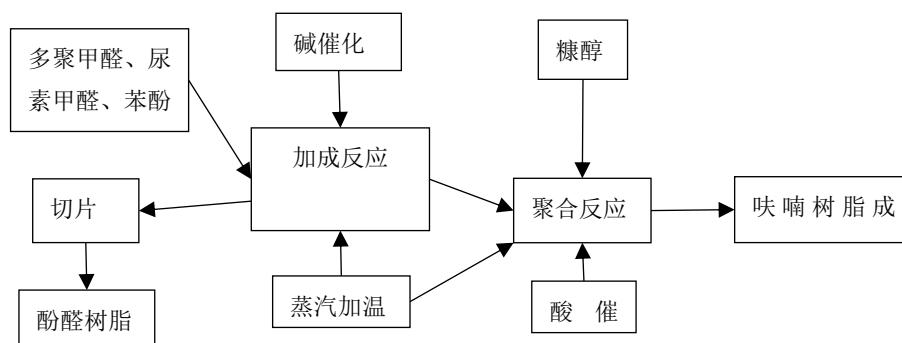 碱催化
糠醇
多聚甲醛、尿
素甲醛、苯酚
加成反应
切片
聚合反应
呋喃树脂成
蒸汽加温
酸 催
酚醛树脂